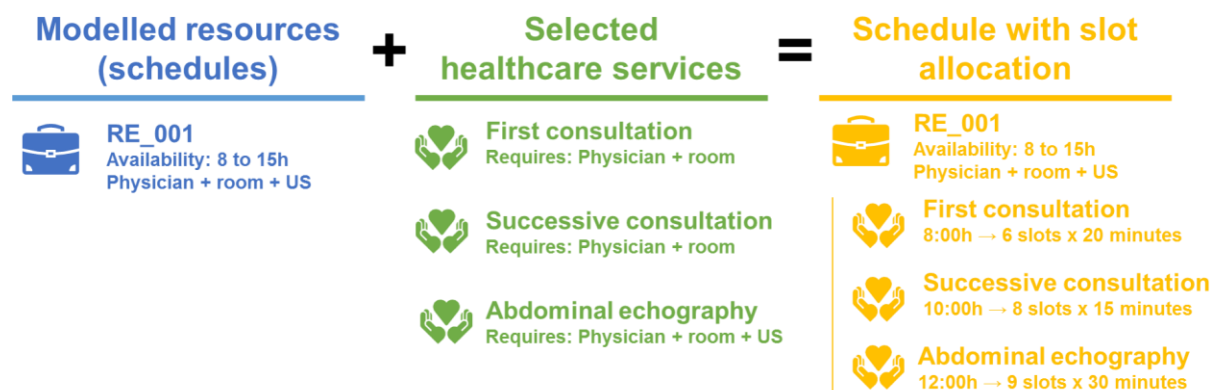 Modelled resources
(schedules)
+
Selected
healthcare services
=
Schedule with slot
allocation
RE_001
Availability: 8 to 15h
Physician + room + US
First consultation
Requires: Physician + room
Successive consultation
Requires: Physician + room
Abdominal echography
Requires: Physician + room + US
RE_001
Availability: 8 to 15h
Physician + room + US
First consultation
8:00h → 6 slots x 20 minutes
Successive consultation
10:00h → 8 slots x 15 minutes
Abdominal echography
12:00h → 9 slots x 30 minutes